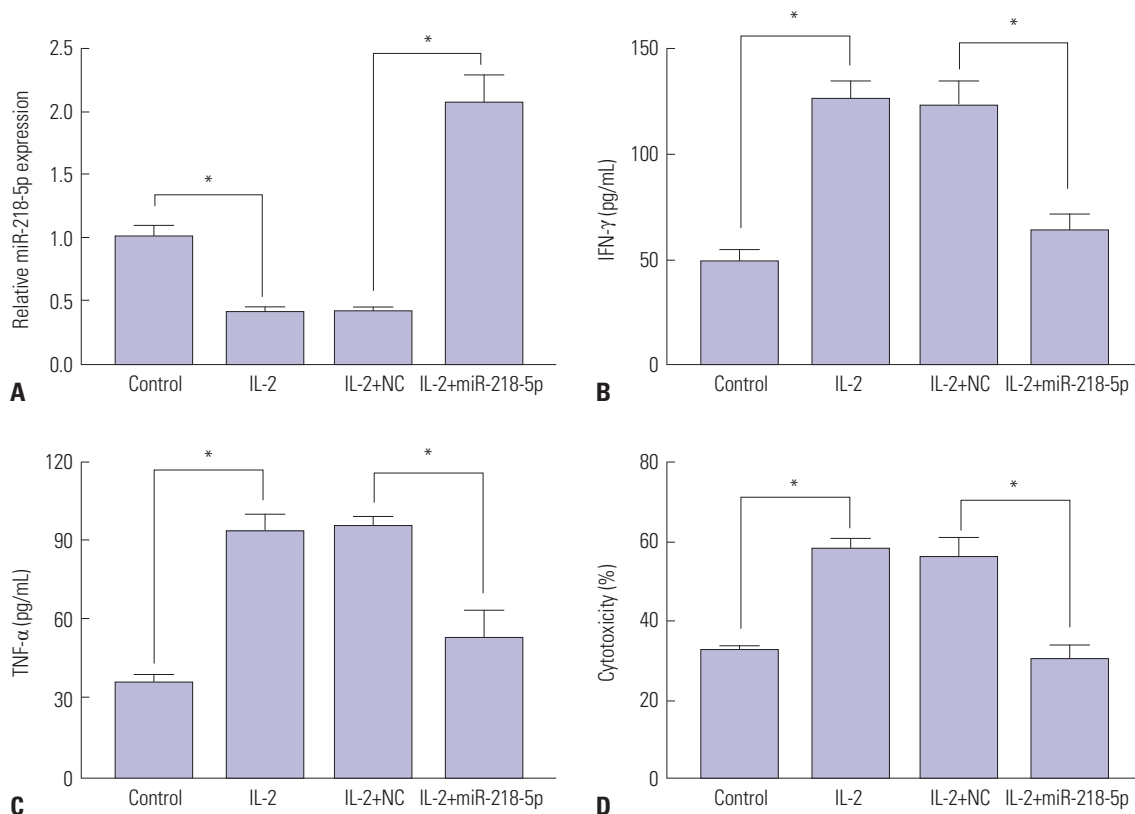 Relative miR-218-5p expression
2.5
2.0
1.5
1.0
0.5
0.0
*
*
Control
IL-2
IL-2+NC
IL-2+miR-218-5p
A
IFN-γ (pg/mL)
150
100
50
0
*
*
Control
IL-2
IL-2+NC
IL-2+miR-218-5p
B
TNF-α (pg/mL)
120
90
60
30
0
*
*
Control
IL-2
IL-2+NC
IL-2+miR-218-5p
C
Cytotoxicity (%)
80
60
40
20
0
*
*
Control
IL-2
IL-2+NC
IL-2+miR-218-5p
D